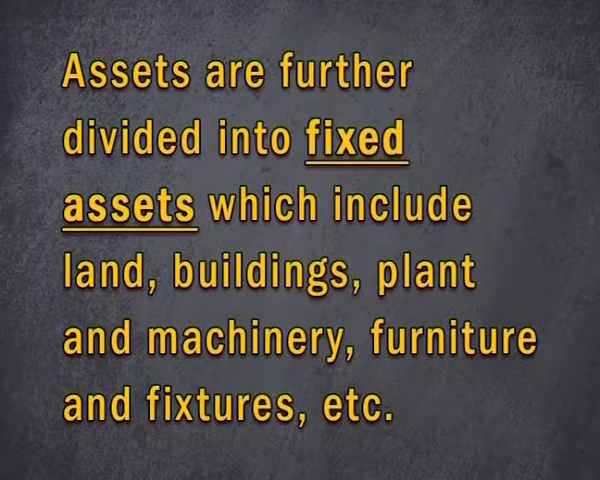 Assets are further
divided into fixed
assets which include
land, buildings, plant
and machinery, furniture
and fixtures, etc.